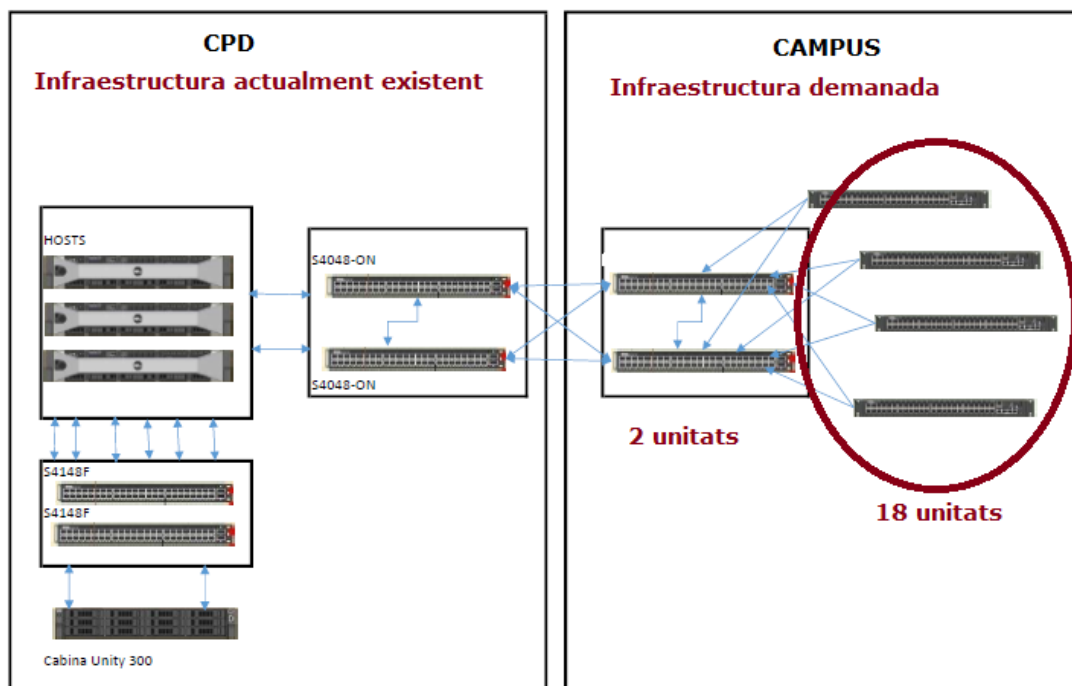 CPD
Infraestructura actualment existent
HOSTS
S4048-ON
S4048-ON
S4148F
S4148F
Cabina Unity 300
CAMPUS
Infraestructura demanada
2 unitats
18 unitats